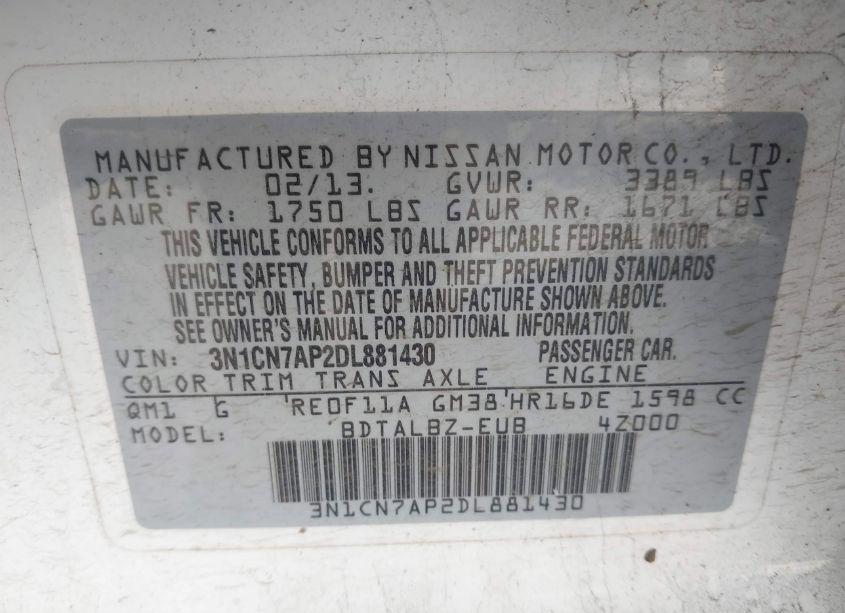 MANUFACTURED BY NISSAN MOTOR CO., LTD.
DATE: 02/13. GVWR: 3389 LBS
GAWR FR: 1750 LBS GAWR RR: 1671 LBS
THIS VEHICLE CONFORMS TO ALL APPLICABLE FEDERAL MOTOR
VEHICLE SAFETY, BUMPER AND THEFT PREVENTION STANDARDS
IN EFFECT ON THE DATE OF MANUFACTURE SHOWN ABOVE.
SEE OWNER'S MANUAL FOR ADDITIONAL INFORMATION.
VIN: 3N1CN7AP2DL881430 PASSENGER CAR.
COLOR TRIM TRANS AXLE ENGINE
QM1 G RE0F11A GM38 HR16DE 1598 CC
MODEL: BDTALBZ-EUB 4Z000
3N1CN7AP2DL881430